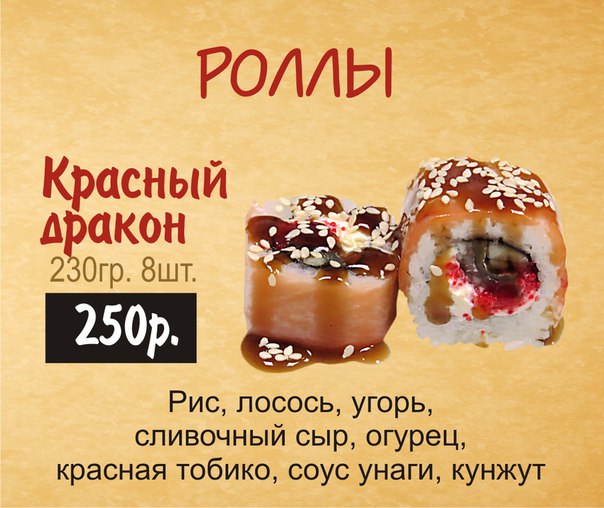 РОЛЛЫ
Красный
дракон
230гр. 8шт.
250р.
Рис, лосось, угорь,
сливочный сыр, огурец,
красная тобико, соус унаги, кунжут